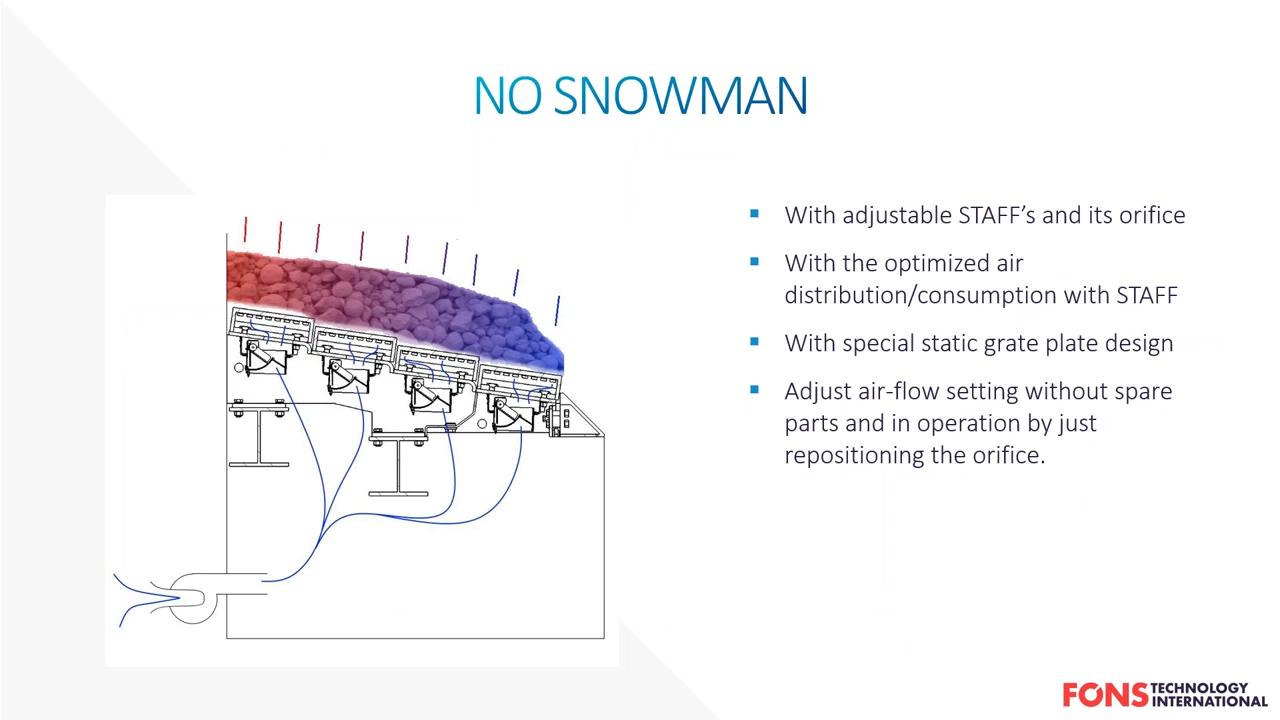 NO SNOWMAN
With adjustable STAFF’s and its orifice
With the optimized air
distribution/consumption with STAFF
With special static grate plate design
Adjust air-flow setting without spare
parts and in operation by just
repositioning the orifice.
FONS TECHNOLOGY
INTERNATIONAL